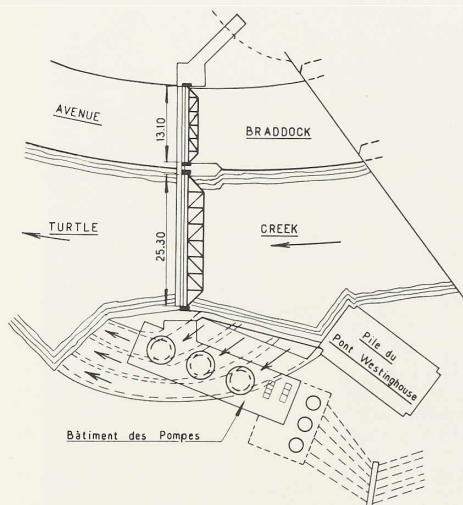 AVENUE
BRADDOCK
13.10
TURTLE
CREEK
25.30
Pile du
Pont Westinghouse
Bâtiment des Pompes